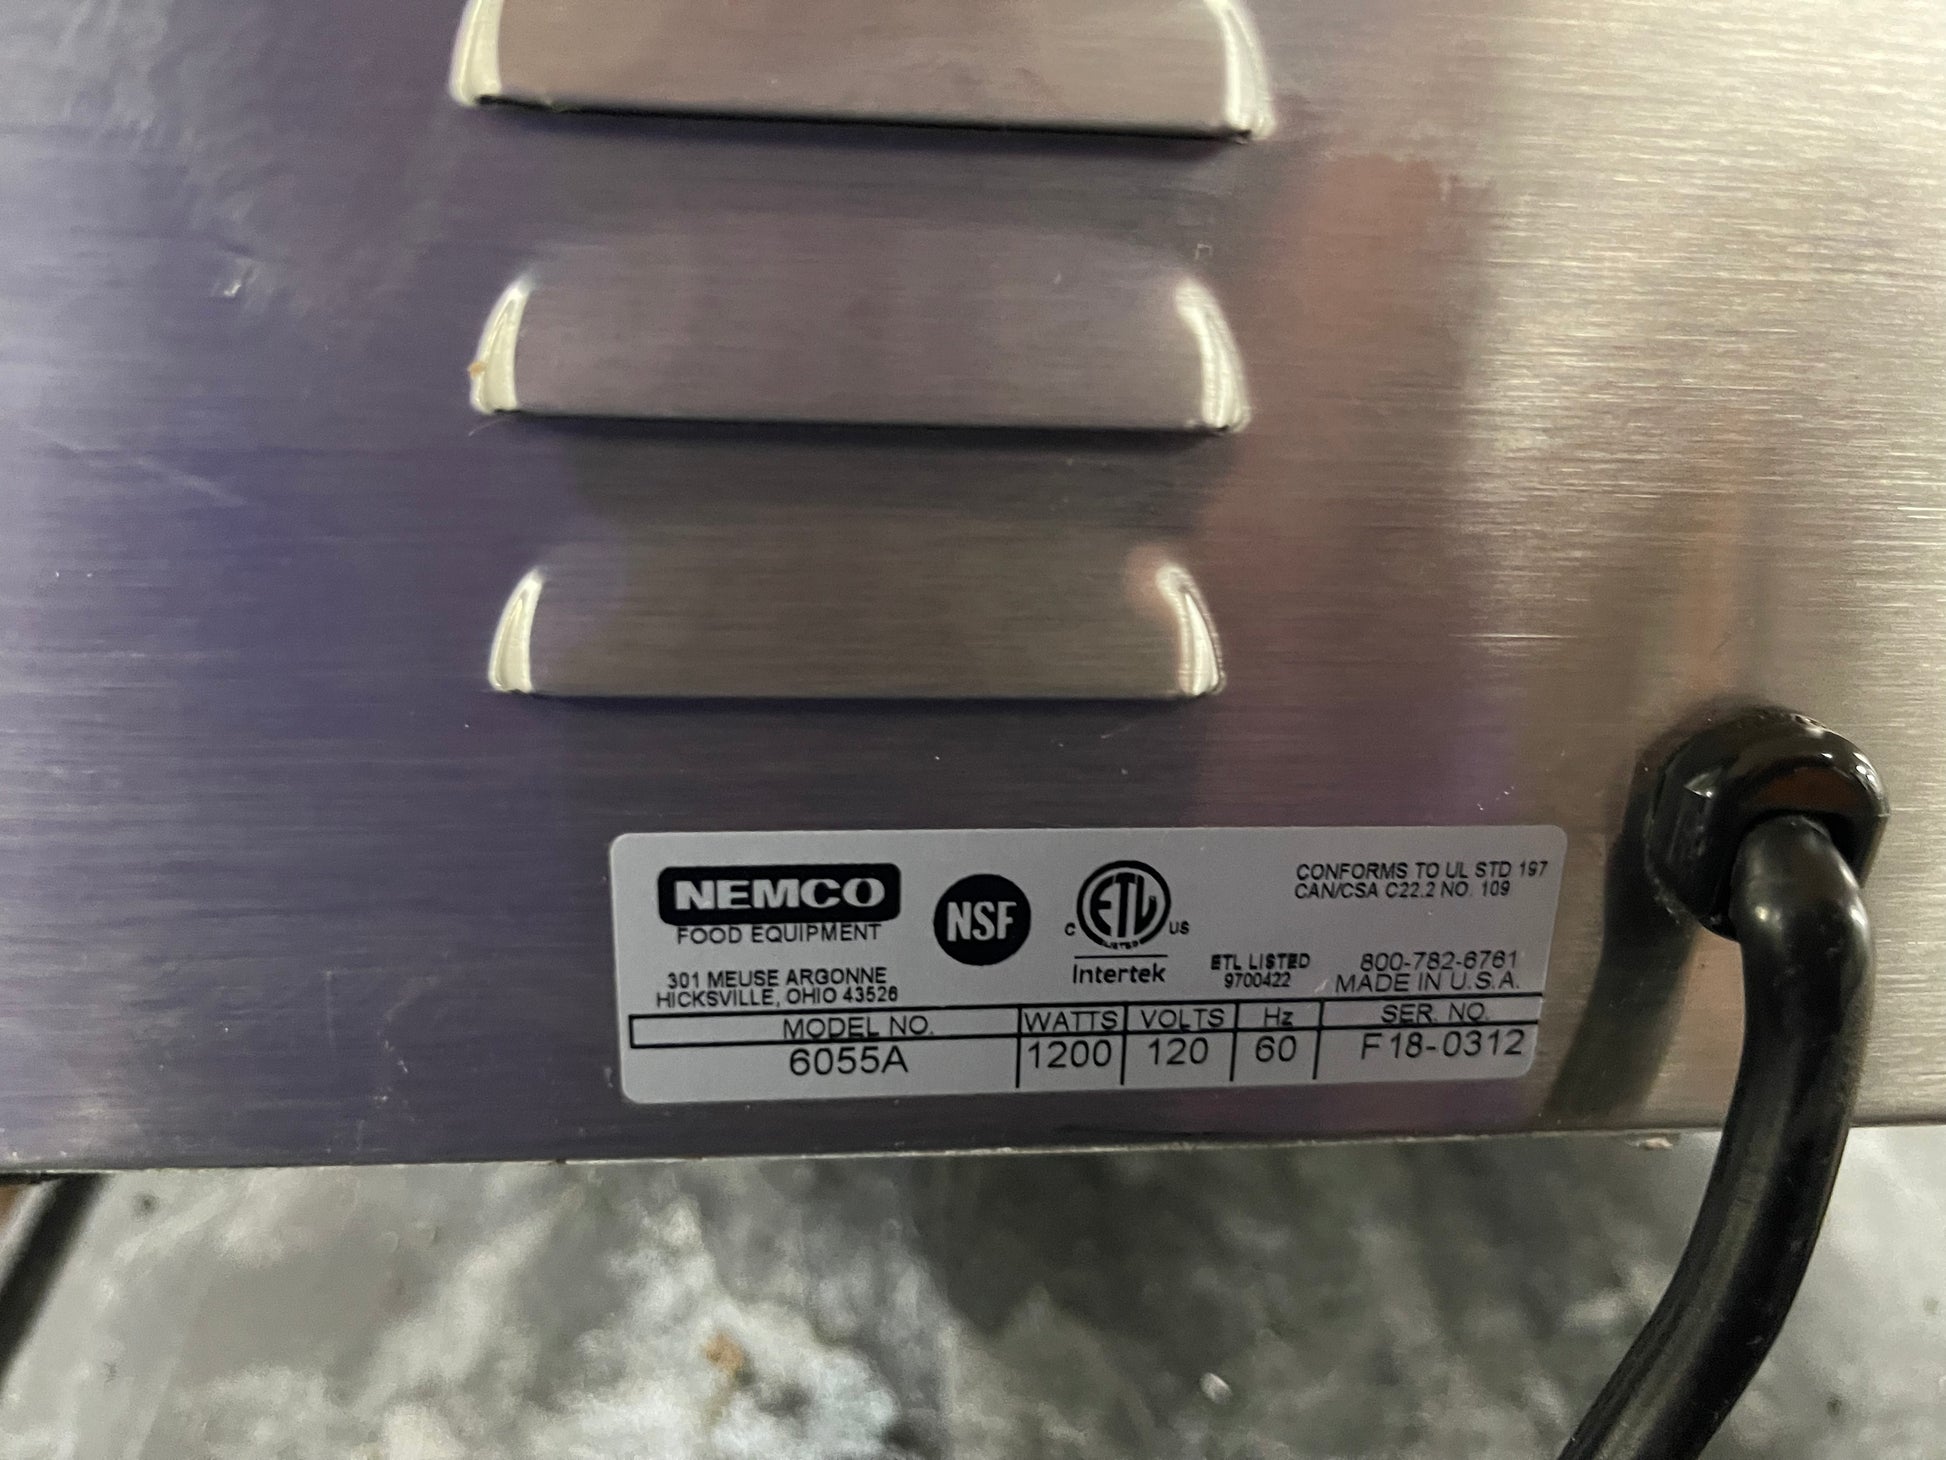 NEMCO
FOOD EQUIPMENT
301 MEUSE ARGONNE
HICKSVILLE, OHIO 43526
NSF
C ETL US
LISTED
Intertek
ETL LISTED
9700422
CONFORMS TO UL STD 197
CAN/CSA C22.2 NO. 109
800-782-6761
MADE IN U.S.A.
MODEL NO. WATTS VOLTS Hz SER. NO.
6055A 1200 120 60 F18-0312